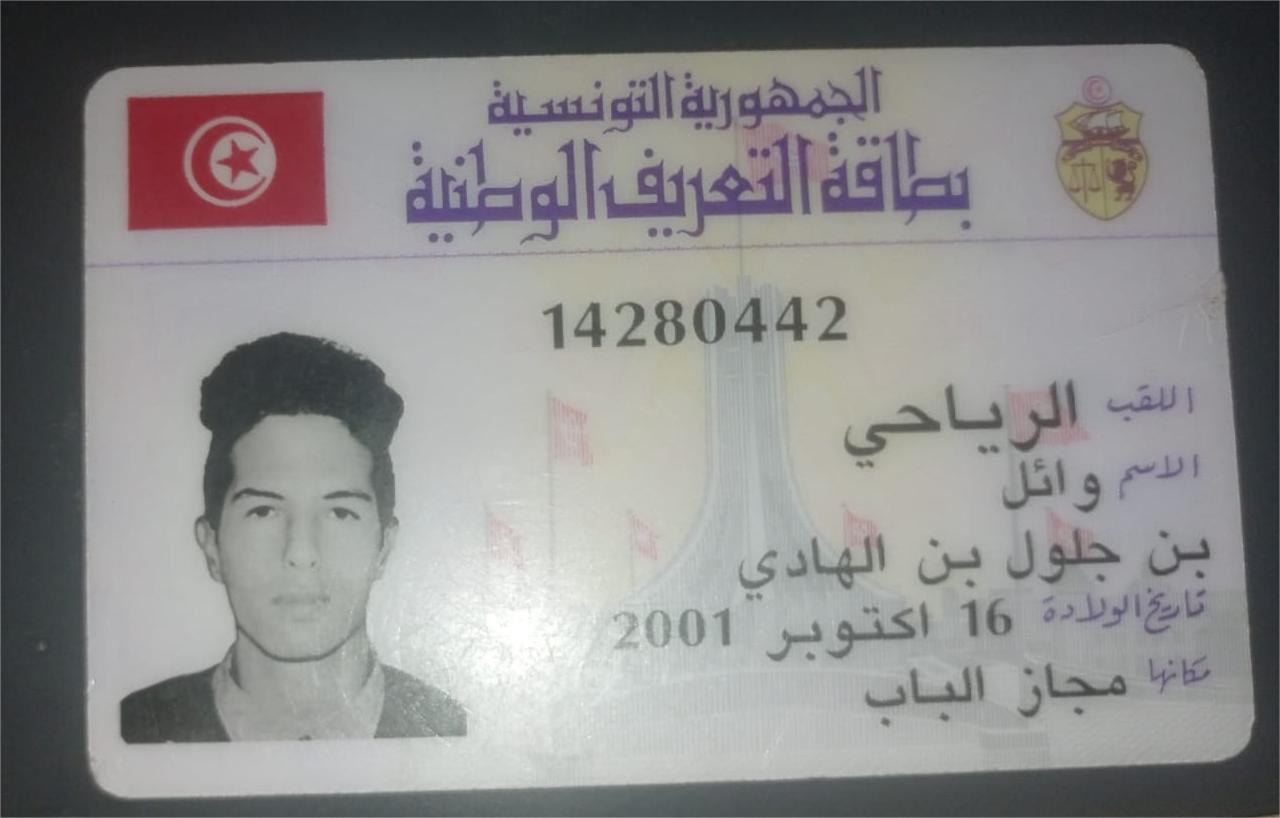 الجمهورية التونسية
بطاقة التعريف الوطنية
14280442
اللقب الرياحي
الاسم وائل
بن جلول بن الهادي
تاريخ الولادة 16 اكتوبر 2001
مكانها مجاز الباب